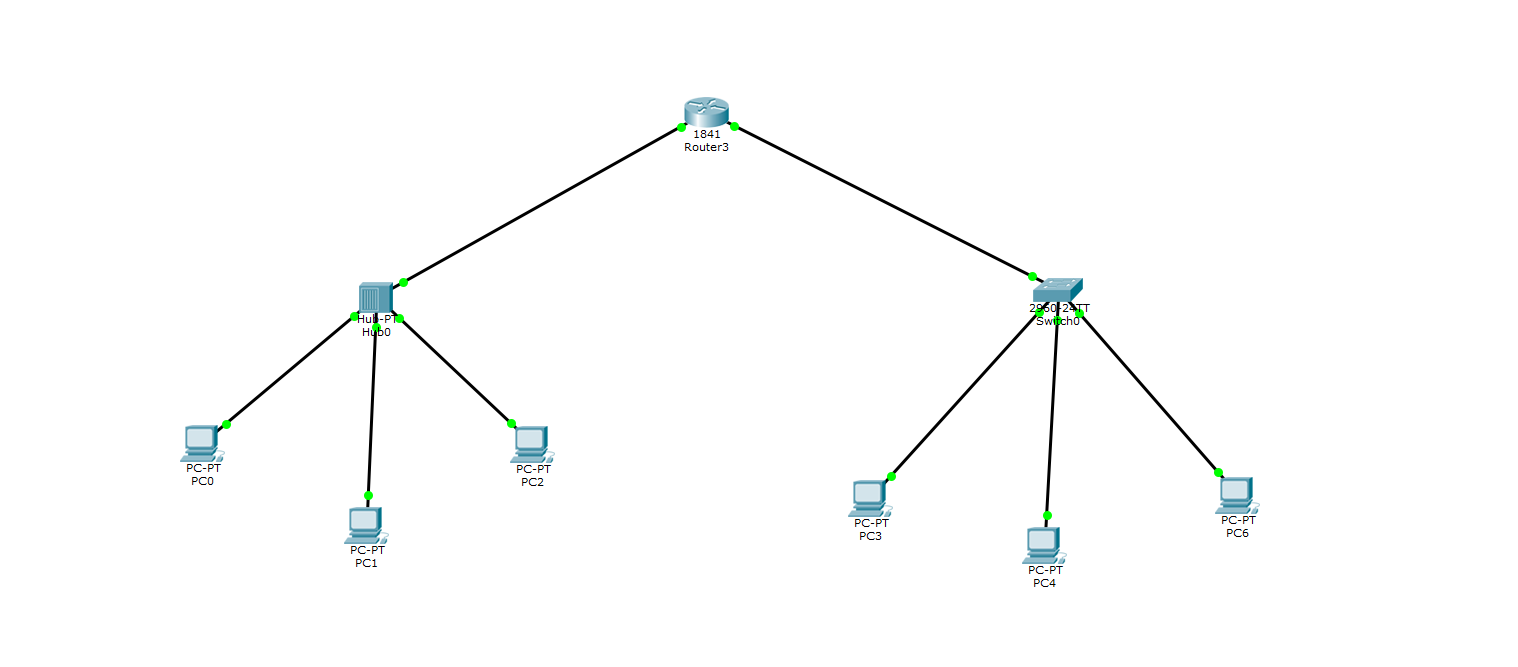 1841
Router3
Hub-PT
Hub0
2960-24TT
Switch0
PC-PT
PC0
PC-PT
PC1
PC-PT
PC2
PC-PT
PC3
PC-PT
PC4
PC-PT
PC6